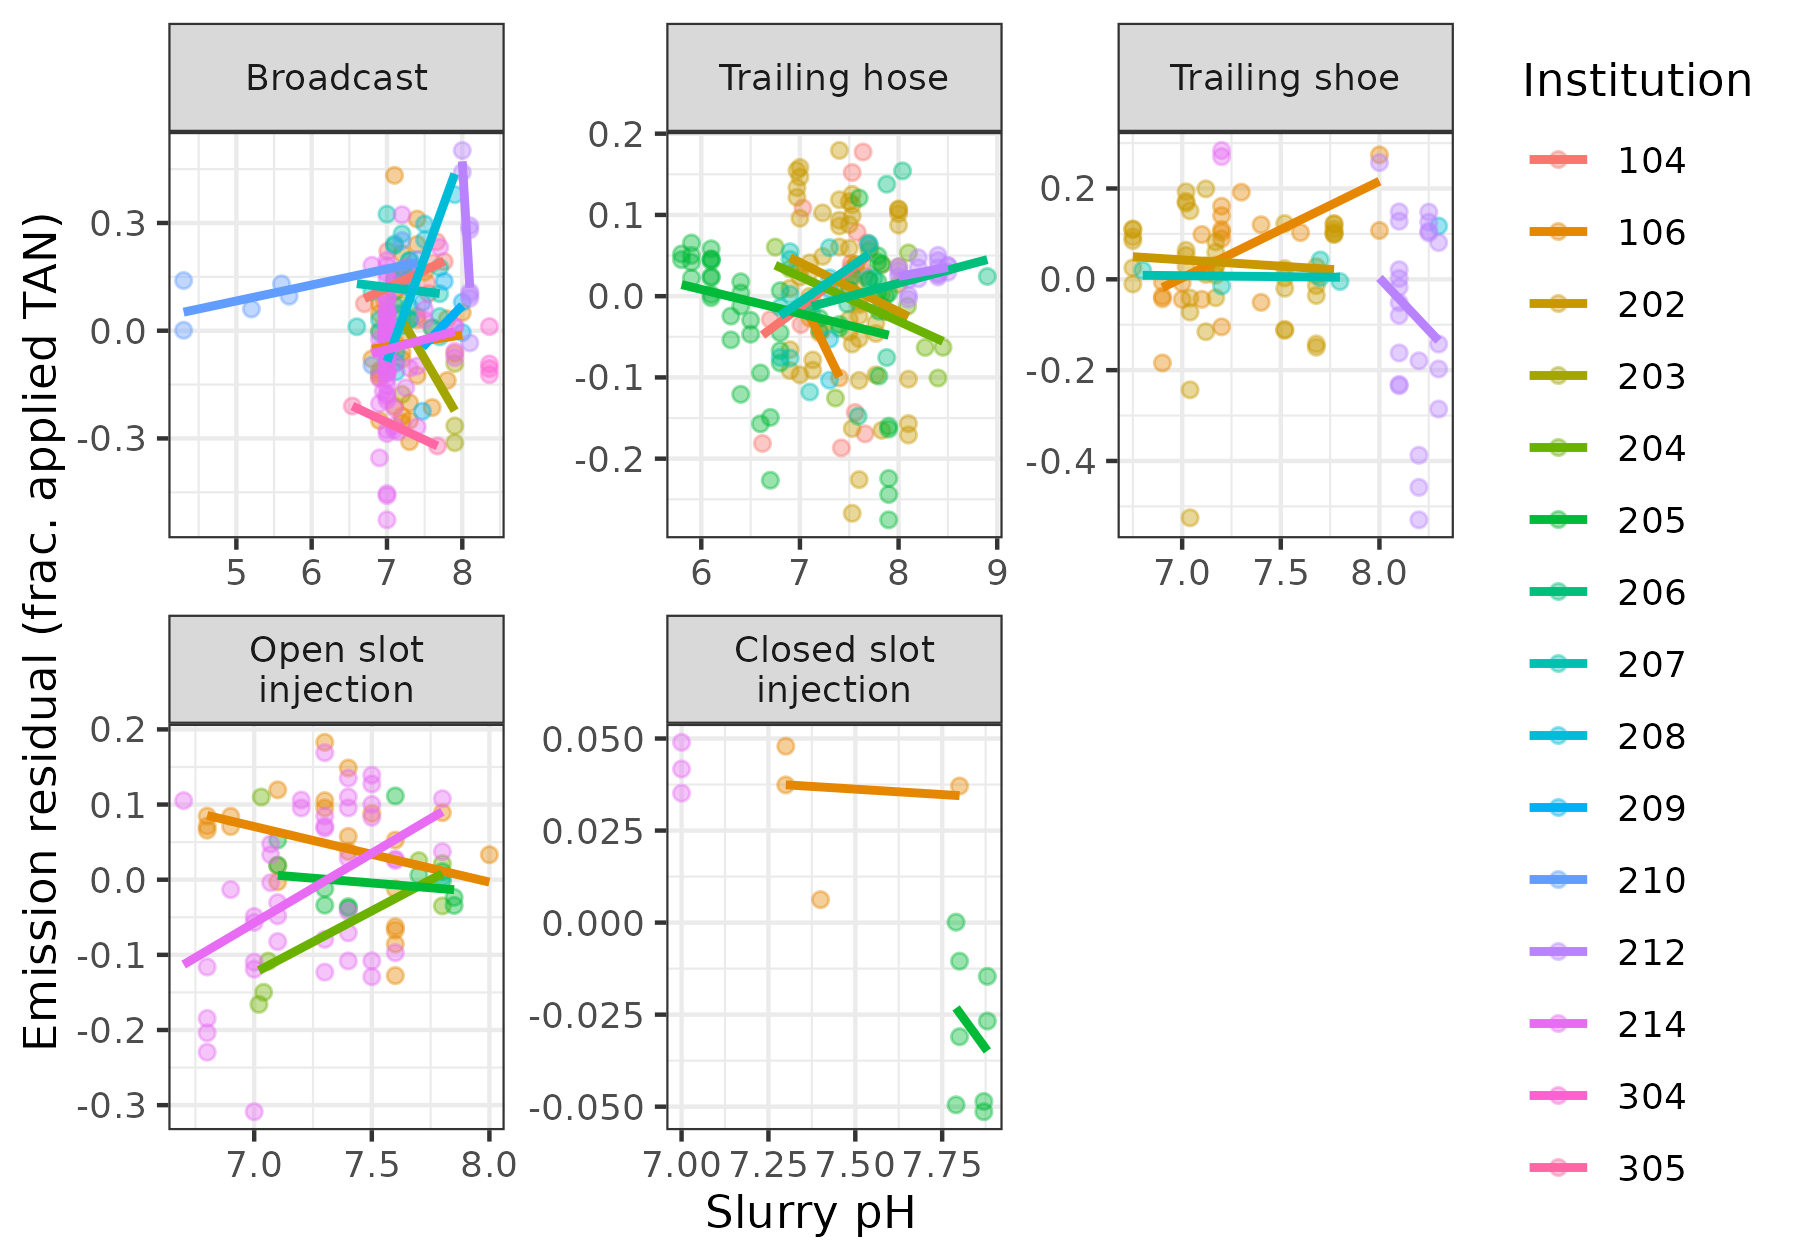 Broadcast
Trailing hose
Trailing shoe
Institution
104
106
202
203
204
205
206
207
208
209
210
212
214
304
305
0.3
0.0
-0.3
5 6 7 8
0.2
0.1
0.0
-0.1
-0.2
6 7 8 9
0.2
0.0
-0.2
-0.4
7.0 7.5 8.0
Open slot
injection
Closed slot
injection
0.2
0.1
0.0
-0.1
-0.2
-0.3
7.0 7.5 8.0
0.050
0.025
0.000
-0.025
-0.050
7.00 7.25 7.50 7.75
Slurry pH
Emission residual (frac. applied TAN)